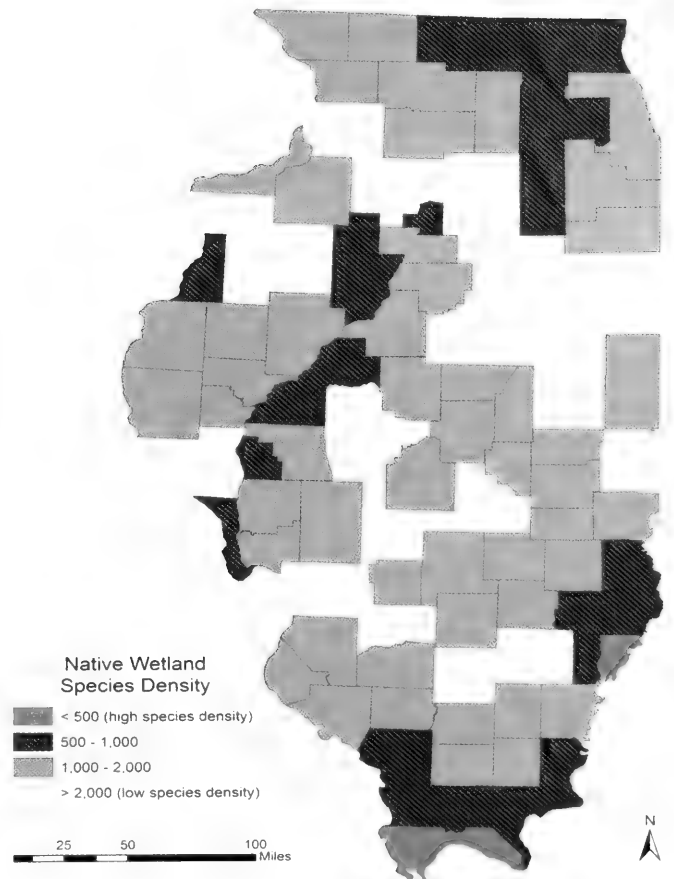 Native Wetland
Species Density
< 500 (high species density)
500 - 1,000
1,000 - 2,000
> 2,000 (low species density)
25 50 100
Miles
N